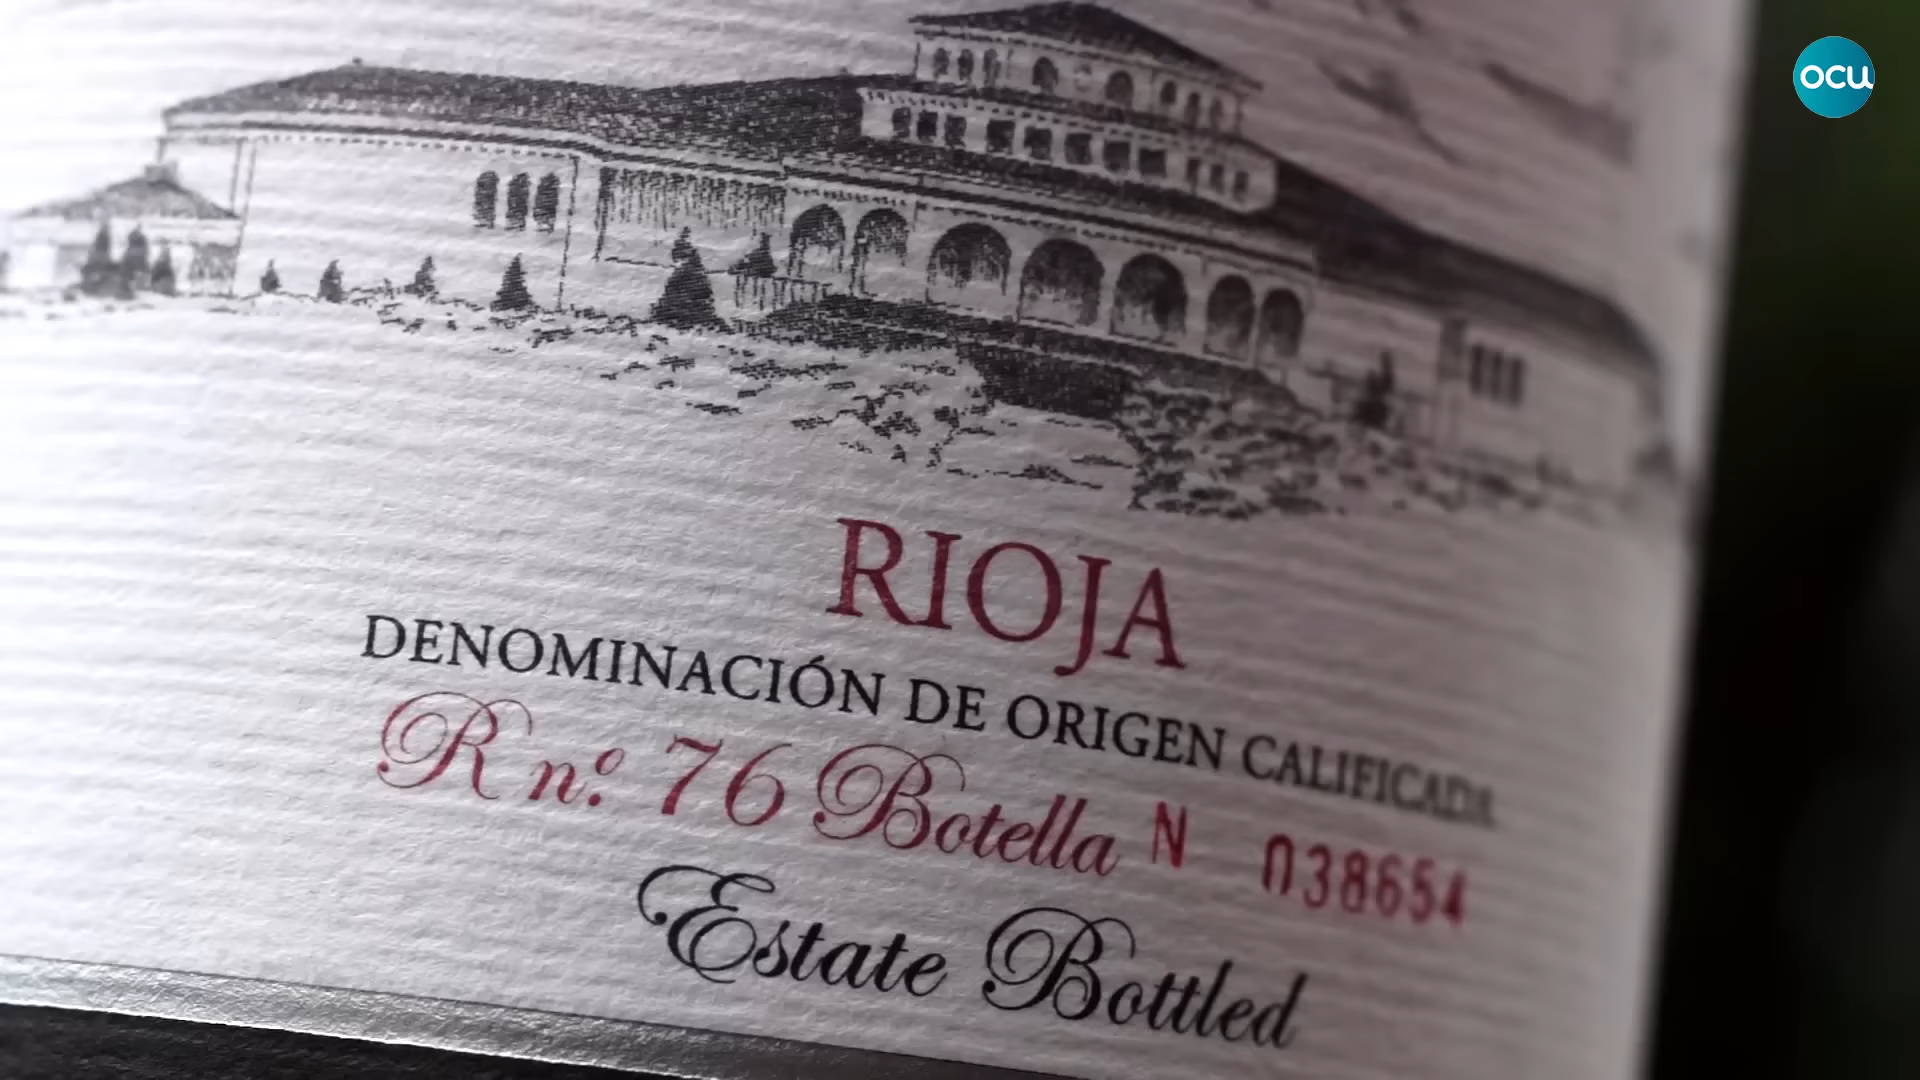 ocu
RIOJA
DENOMINACIÓN DE ORIGEN CALIFICADA
R nº. 76 Botella N 038654
Estate Bottled